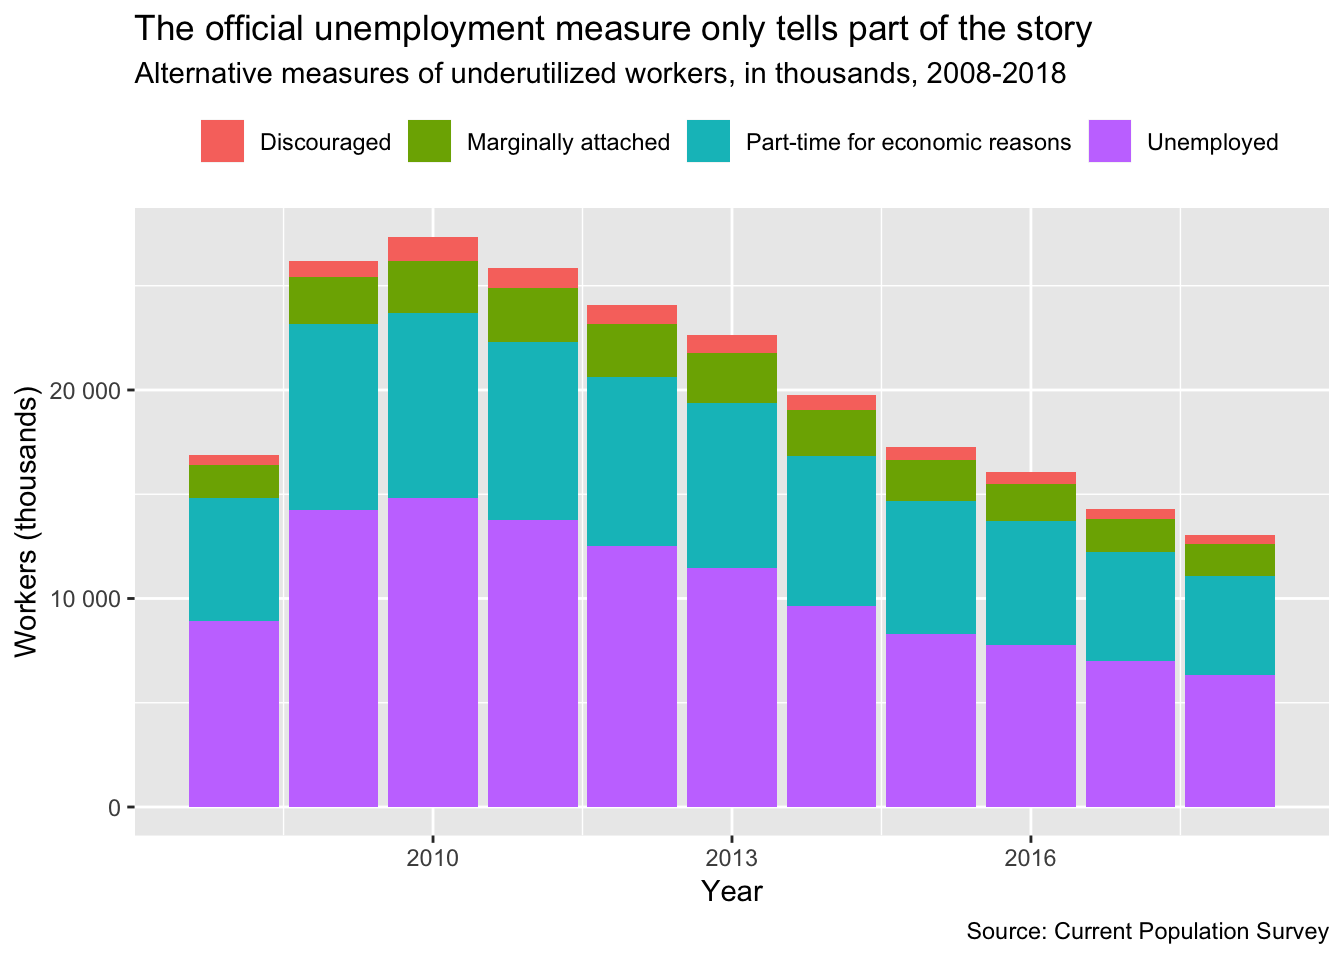 The official unemployment measure only tells part of the story
Alternative measures of underutilized workers, in thousands, 2008-2018
Discouraged Marginally attached Part-time for economic reasons Unemployed
Workers (thousands)
20 000
10 000
0
2010 2013 2016
Year
Source: Current Population Survey